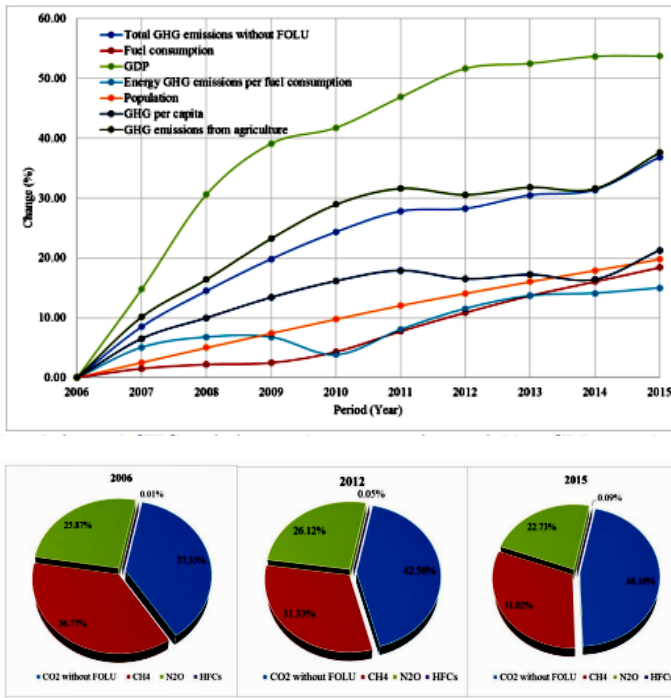 60.00
50.00
40.00
30.00
20.00
10.00
0.00
Change (%)
Total GHG emissions without FOLU
Fuel consumption
GDP
Energy GHG emissions per fuel consumption
Population
GHG per capita
GHG emissions from agriculture
2006 2007 2008 2009 2010 2011 2012 2013 2014 2015
Period (Year)
2006
0.01%
25.87%
CO2 without FOLU CH4 N2O HFCs
2012
0.05%
26.12%
42.50%
31.33%
CO2 without FOLU CH4 N2O HFCs
2015
0.09%
22.73%
31.02%
CO2 without FOLU CH4 N2O HFCs